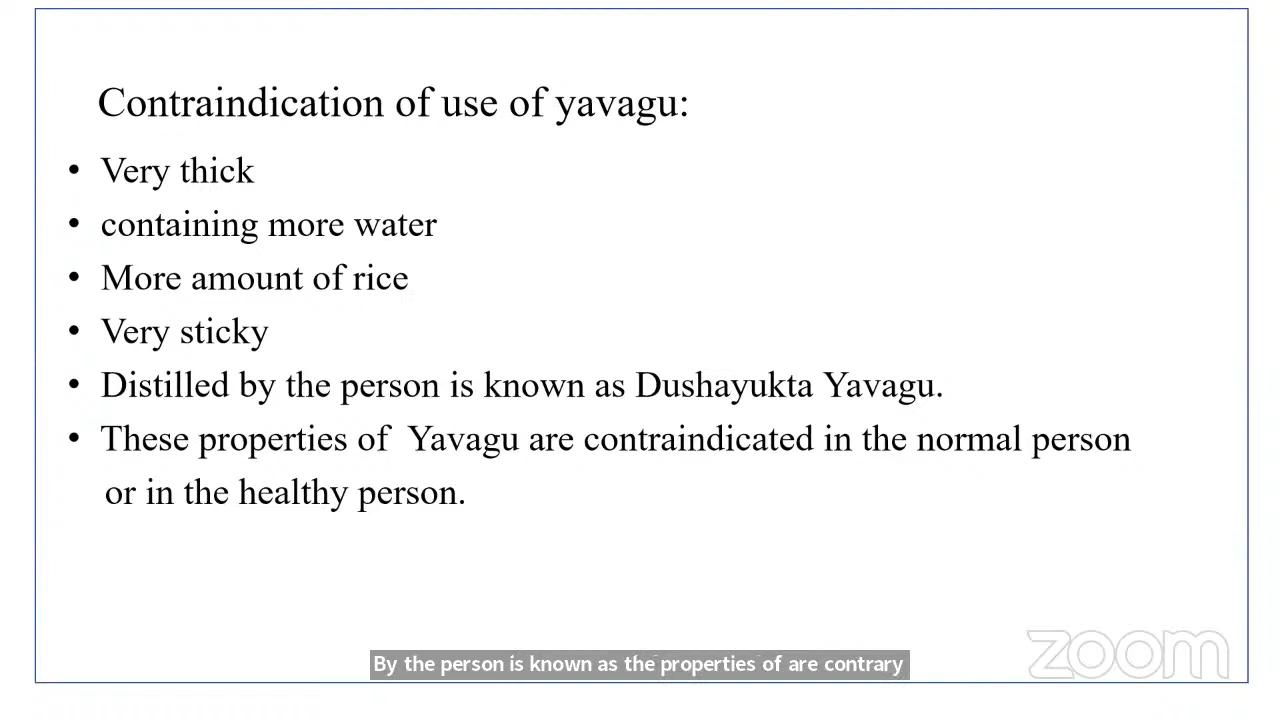 Contraindication of use of yavagu:
• Very thick
• containing more water
• More amount of rice
• Very sticky
• Distilled by the person is known as Dushayukta Yavagu.
• These properties of Yavagu are contraindicated in the normal person
or in the healthy person.
By the person is known as the properties of are contrary
zoom